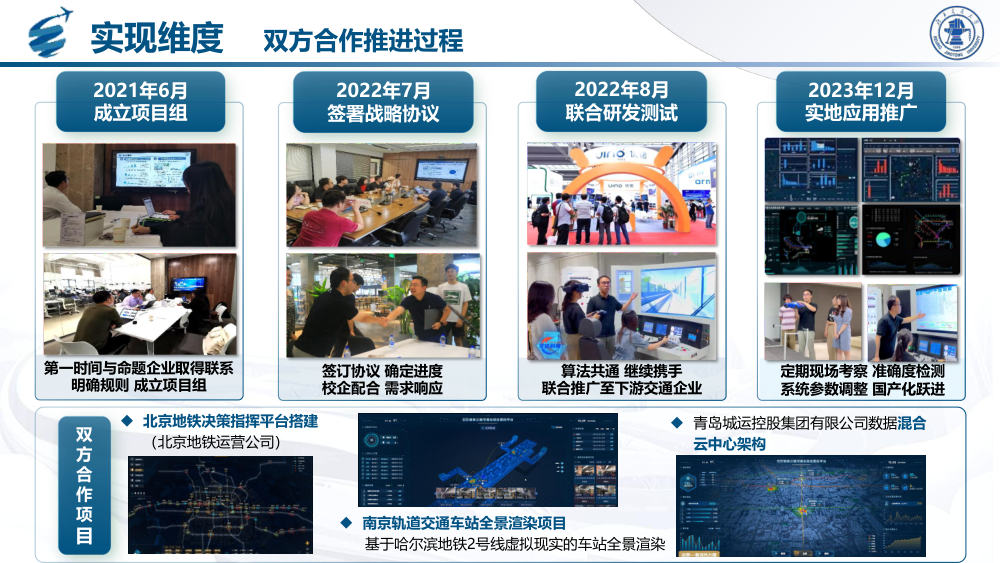 实现维度
双方合作推进过程
2021年6月
成立项目组
2022年7月
签署战略协议
2022年8月
联合研发测试
2023年12月
实地应用推广
第一时间与命题企业取得联系
明确规则 成立项目组
签订协议 确定进度
校企配合 需求响应
算法共通 继续携手
联合推广至下游交通企业
定期现场考察 准确度检测
系统参数调整 国产化跃进
双方合作项目
◆ 北京地铁决策指挥平台搭建
(北京地铁运营公司)
◆ 南京轨道交通车站全景渲染项目
基于哈尔滨地铁2号线虚拟现实的车站全景渲染
◆ 青岛城运控股集团有限公司数据混合
云中心架构